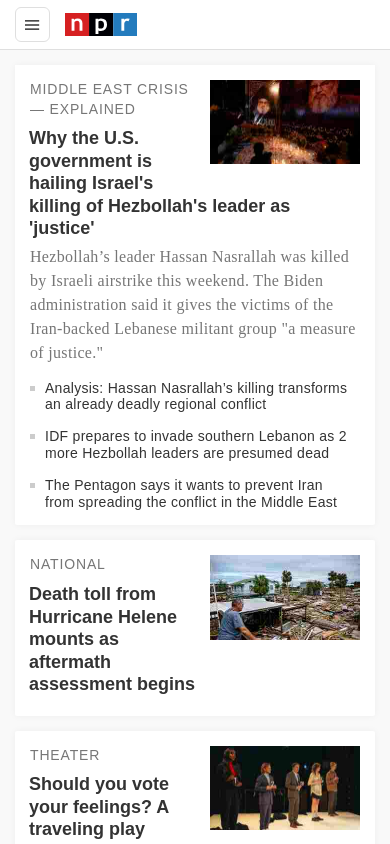 npr
MIDDLE EAST CRISIS
— EXPLAINED
Why the U.S.
government is
hailing Israel's
killing of Hezbollah's leader as
'justice'
Hezbollah’s leader Hassan Nasrallah was killed
by Israeli airstrike this weekend. The Biden
administration said it gives the victims of the
Iran-backed Lebanese militant group "a measure
of justice."
Analysis: Hassan Nasrallah’s killing transforms
an already deadly regional conflict
IDF prepares to invade southern Lebanon as 2
more Hezbollah leaders are presumed dead
The Pentagon says it wants to prevent Iran
from spreading the conflict in the Middle East
NATIONAL
Death toll from
Hurricane Helene
mounts as
aftermath
assessment begins
THEATER
Should you vote
your feelings? A
traveling play